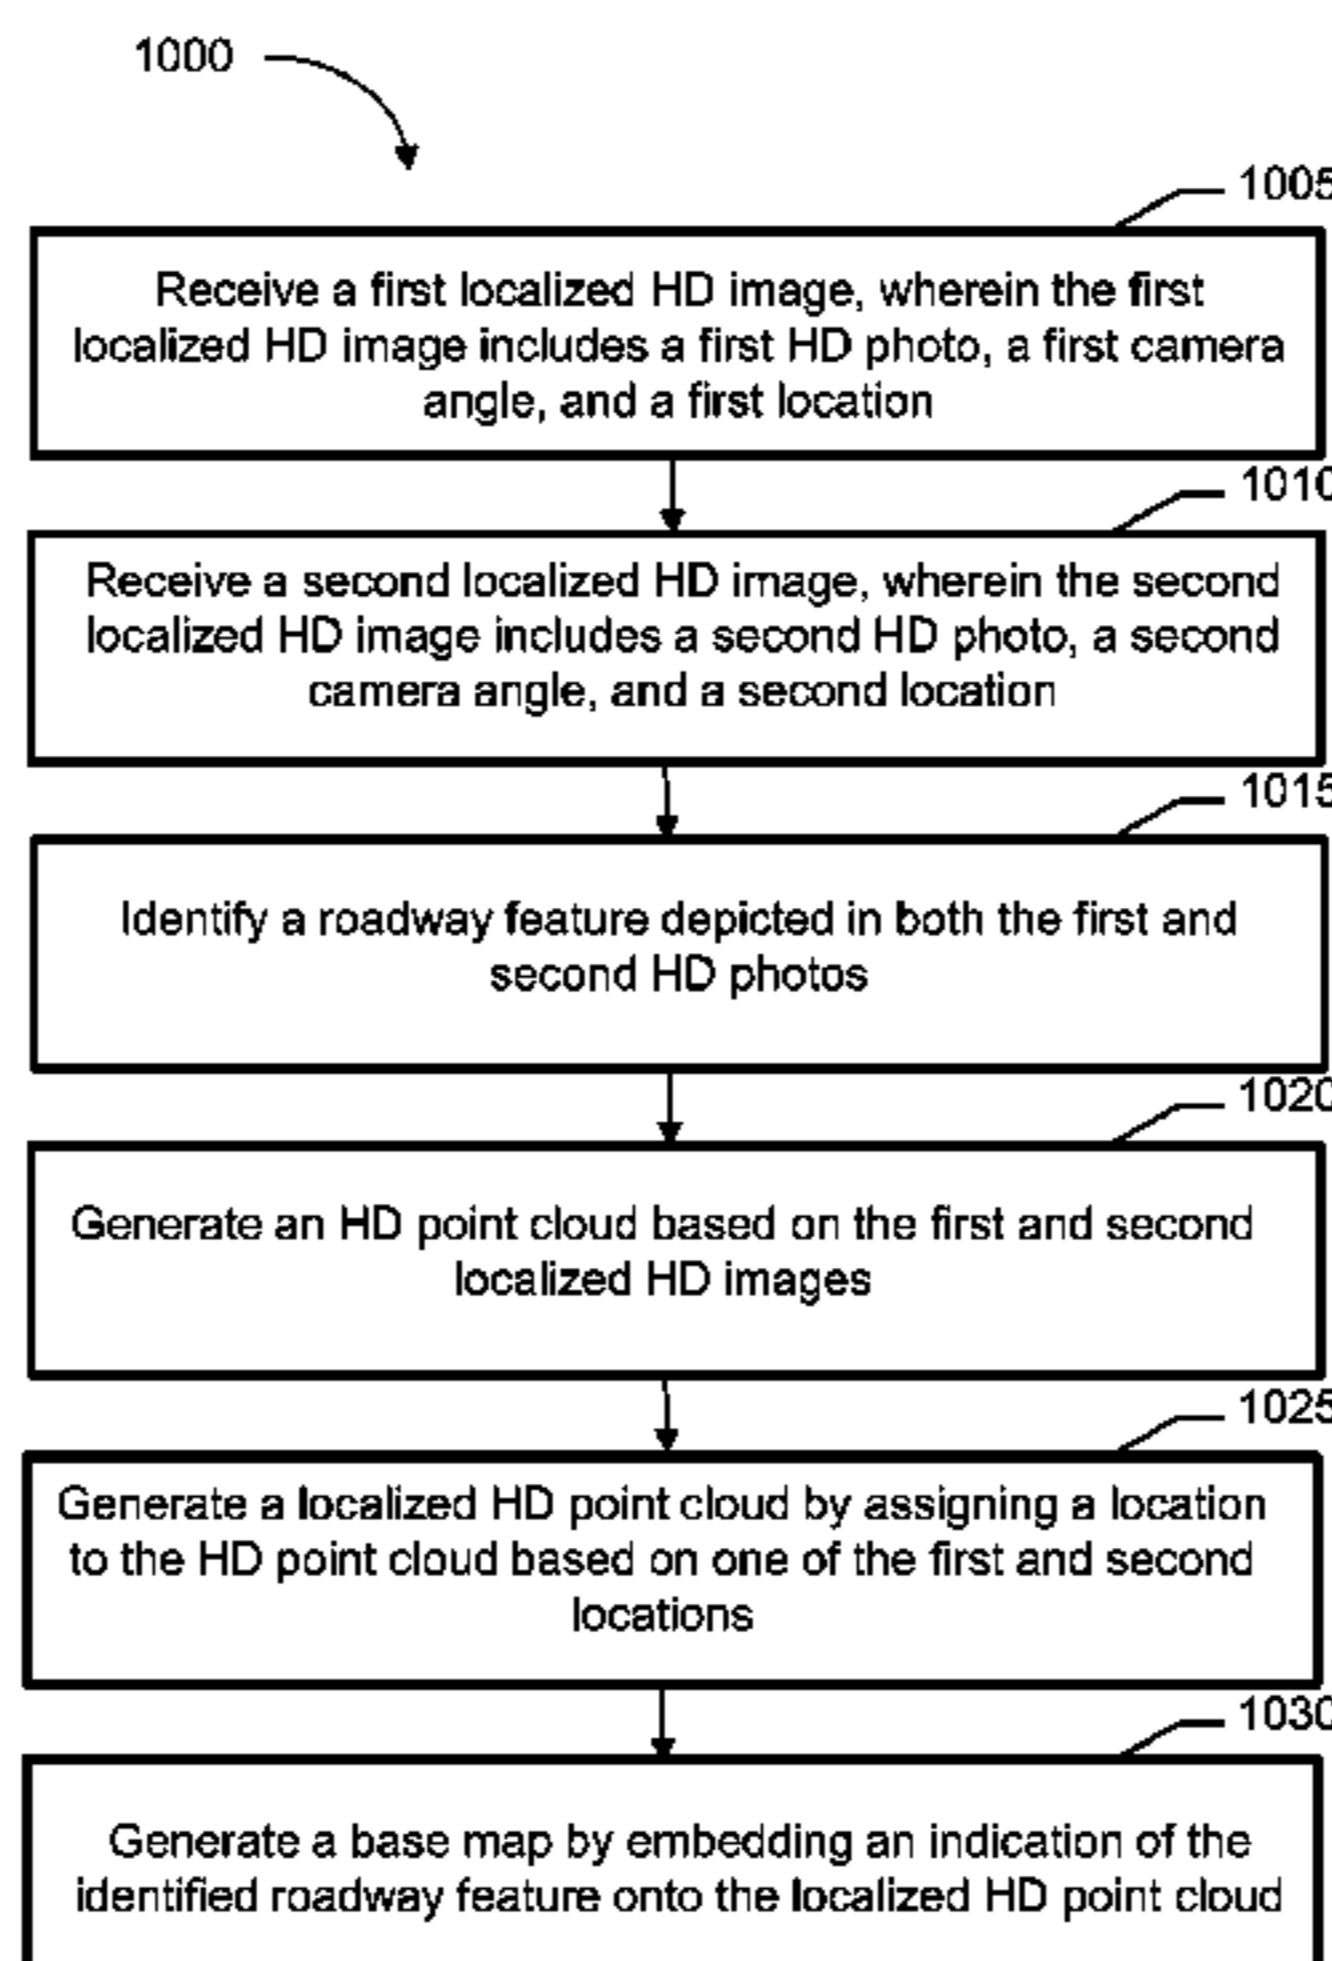 1000
1005
Receive a first localized HD image, wherein the first
localized HD image includes a first HD photo, a first camera
angle, and a first location
1010
Receive a second localized HD image, wherein the second
localized HD image includes a second HD photo, a second
camera angle, and a second location
1015
Identify a roadway feature depicted in both the first and
second HD photos
1020
Generate an HD point cloud based on the first and second
localized HD images
1025
Generate a localized HD point cloud by assigning a location
to the HD point cloud based on one of the first and second
locations
1030
Generate a base map by embedding an indication of the
identified roadway feature onto the localized HD point cloud